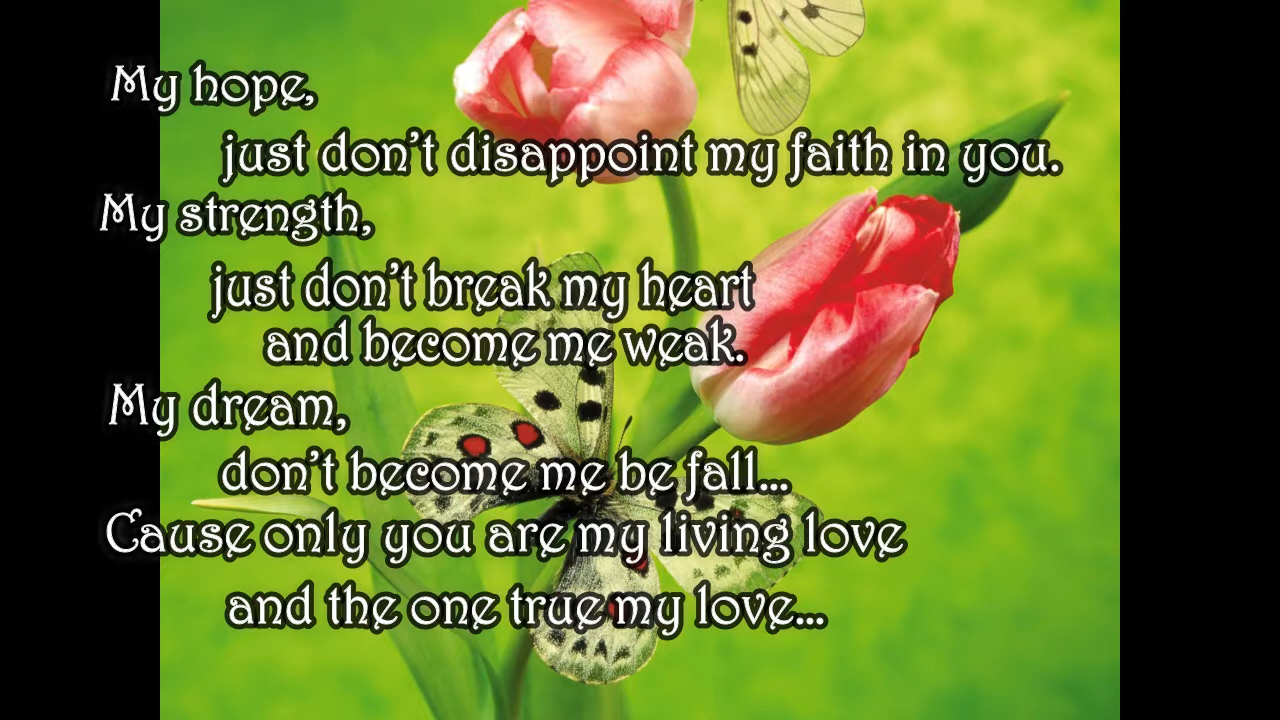 My hope,
just don't disappoint my faith in you.
My strength,
just don't break my heart
and become me weak.
My dream,
don't become me be fall...
Cause only you are my living love
and the one true my love...